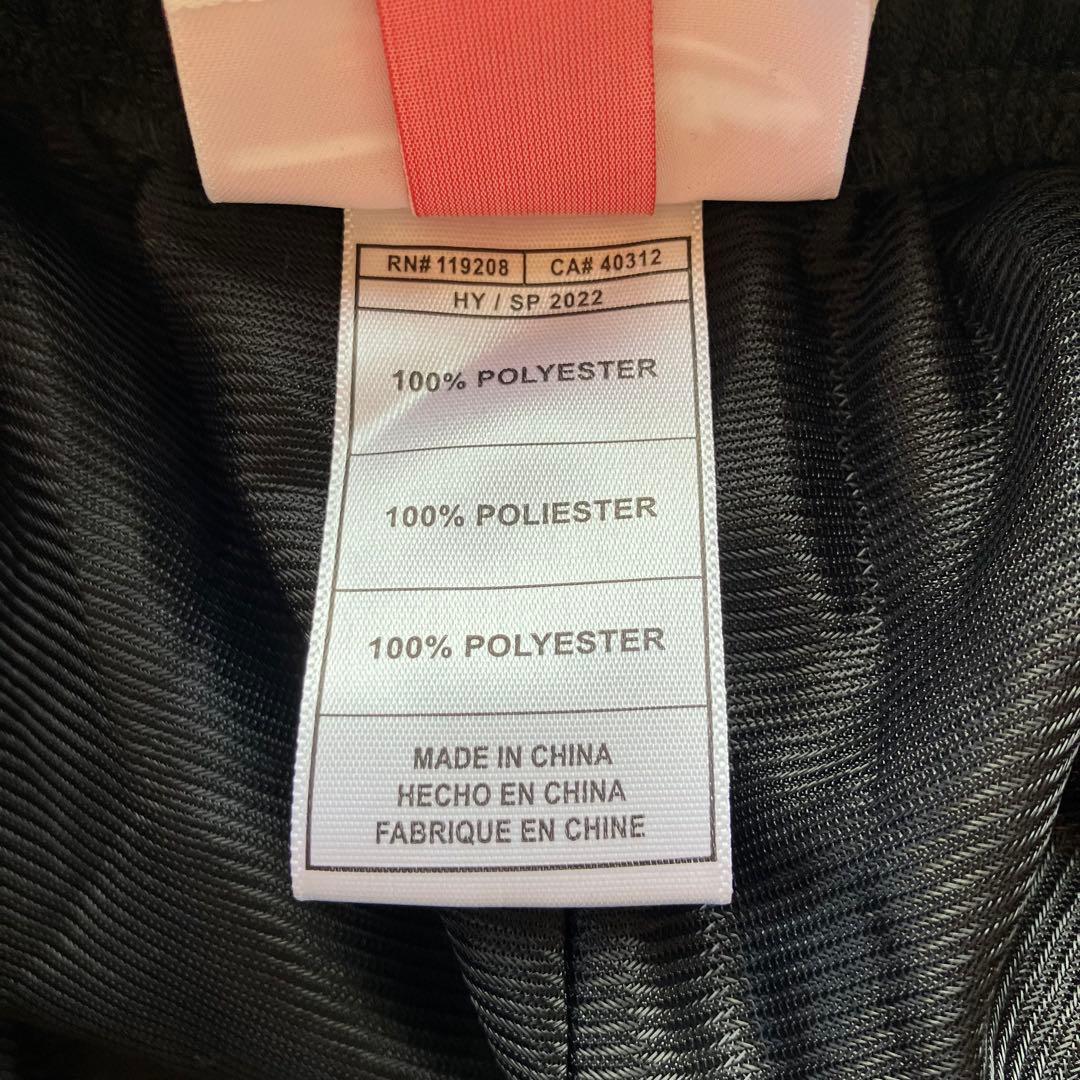 RN# 119208 CA# 40312
HY / SP 2022
100% POLYESTER
100% POLIESTER
100% POLYESTER
MADE IN CHINA
HECHO EN CHINA
FABRIQUE EN CHINE